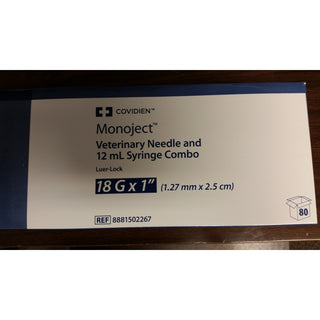 COVIDIEN™
Monoject™
Veterinary Needle and
12 mL Syringe Combo
Luer-Lock
18 G x 1" (1.27 mm x 2.5 cm)
REF 8881502267
80